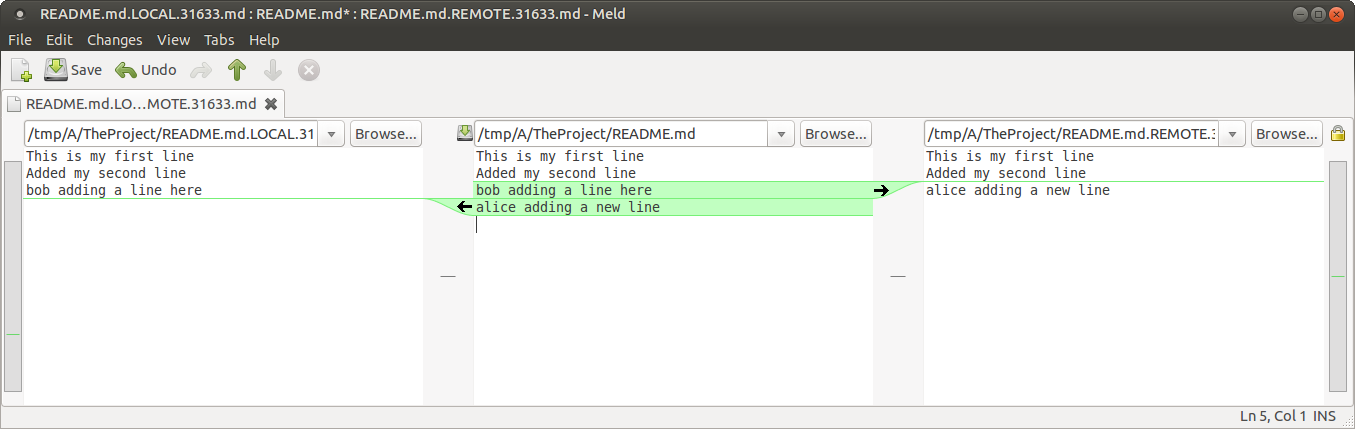 README.md.LOCAL.31633.md : README.md* : README.md.REMOTE.31633.md - Meld
File Edit Changes View Tabs Help
Save Undo
README.md.LO...MOTE.31633.md
/tmp/A/TheProject/README.md.LOCAL.31 Browse... /tmp/A/TheProject/README.md Browse... /tmp/A/TheProject/README.md.REMOTE.3 Browse...
This is my first line
Added my second line
bob adding a line here
This is my first line
Added my second line
bob adding a line here
alice adding a new line
This is my first line
Added my second line
alice adding a new line
Ln 5, Col 1 INS